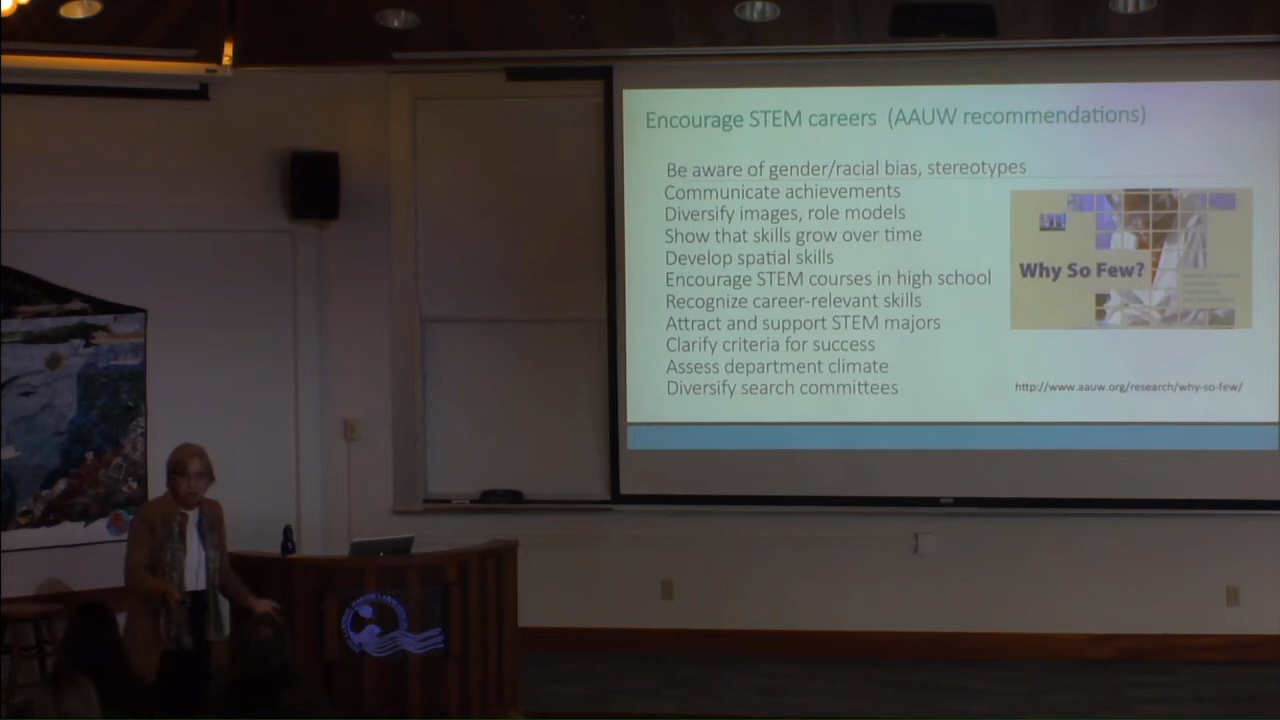 Encourage STEM careers (AAUW recommendations)
Be aware of gender/racial bias, stereotypes
Communicate achievements
Diversify images, role models
Show that skills grow over time
Develop spatial skills
Encourage STEM courses in high school
Recognize career-relevant skills
Attract and support STEM majors
Clarify criteria for success
Assess department climate
Diversify search committees
Why So Few?
http://www.aauw.org/research/why-so-few/